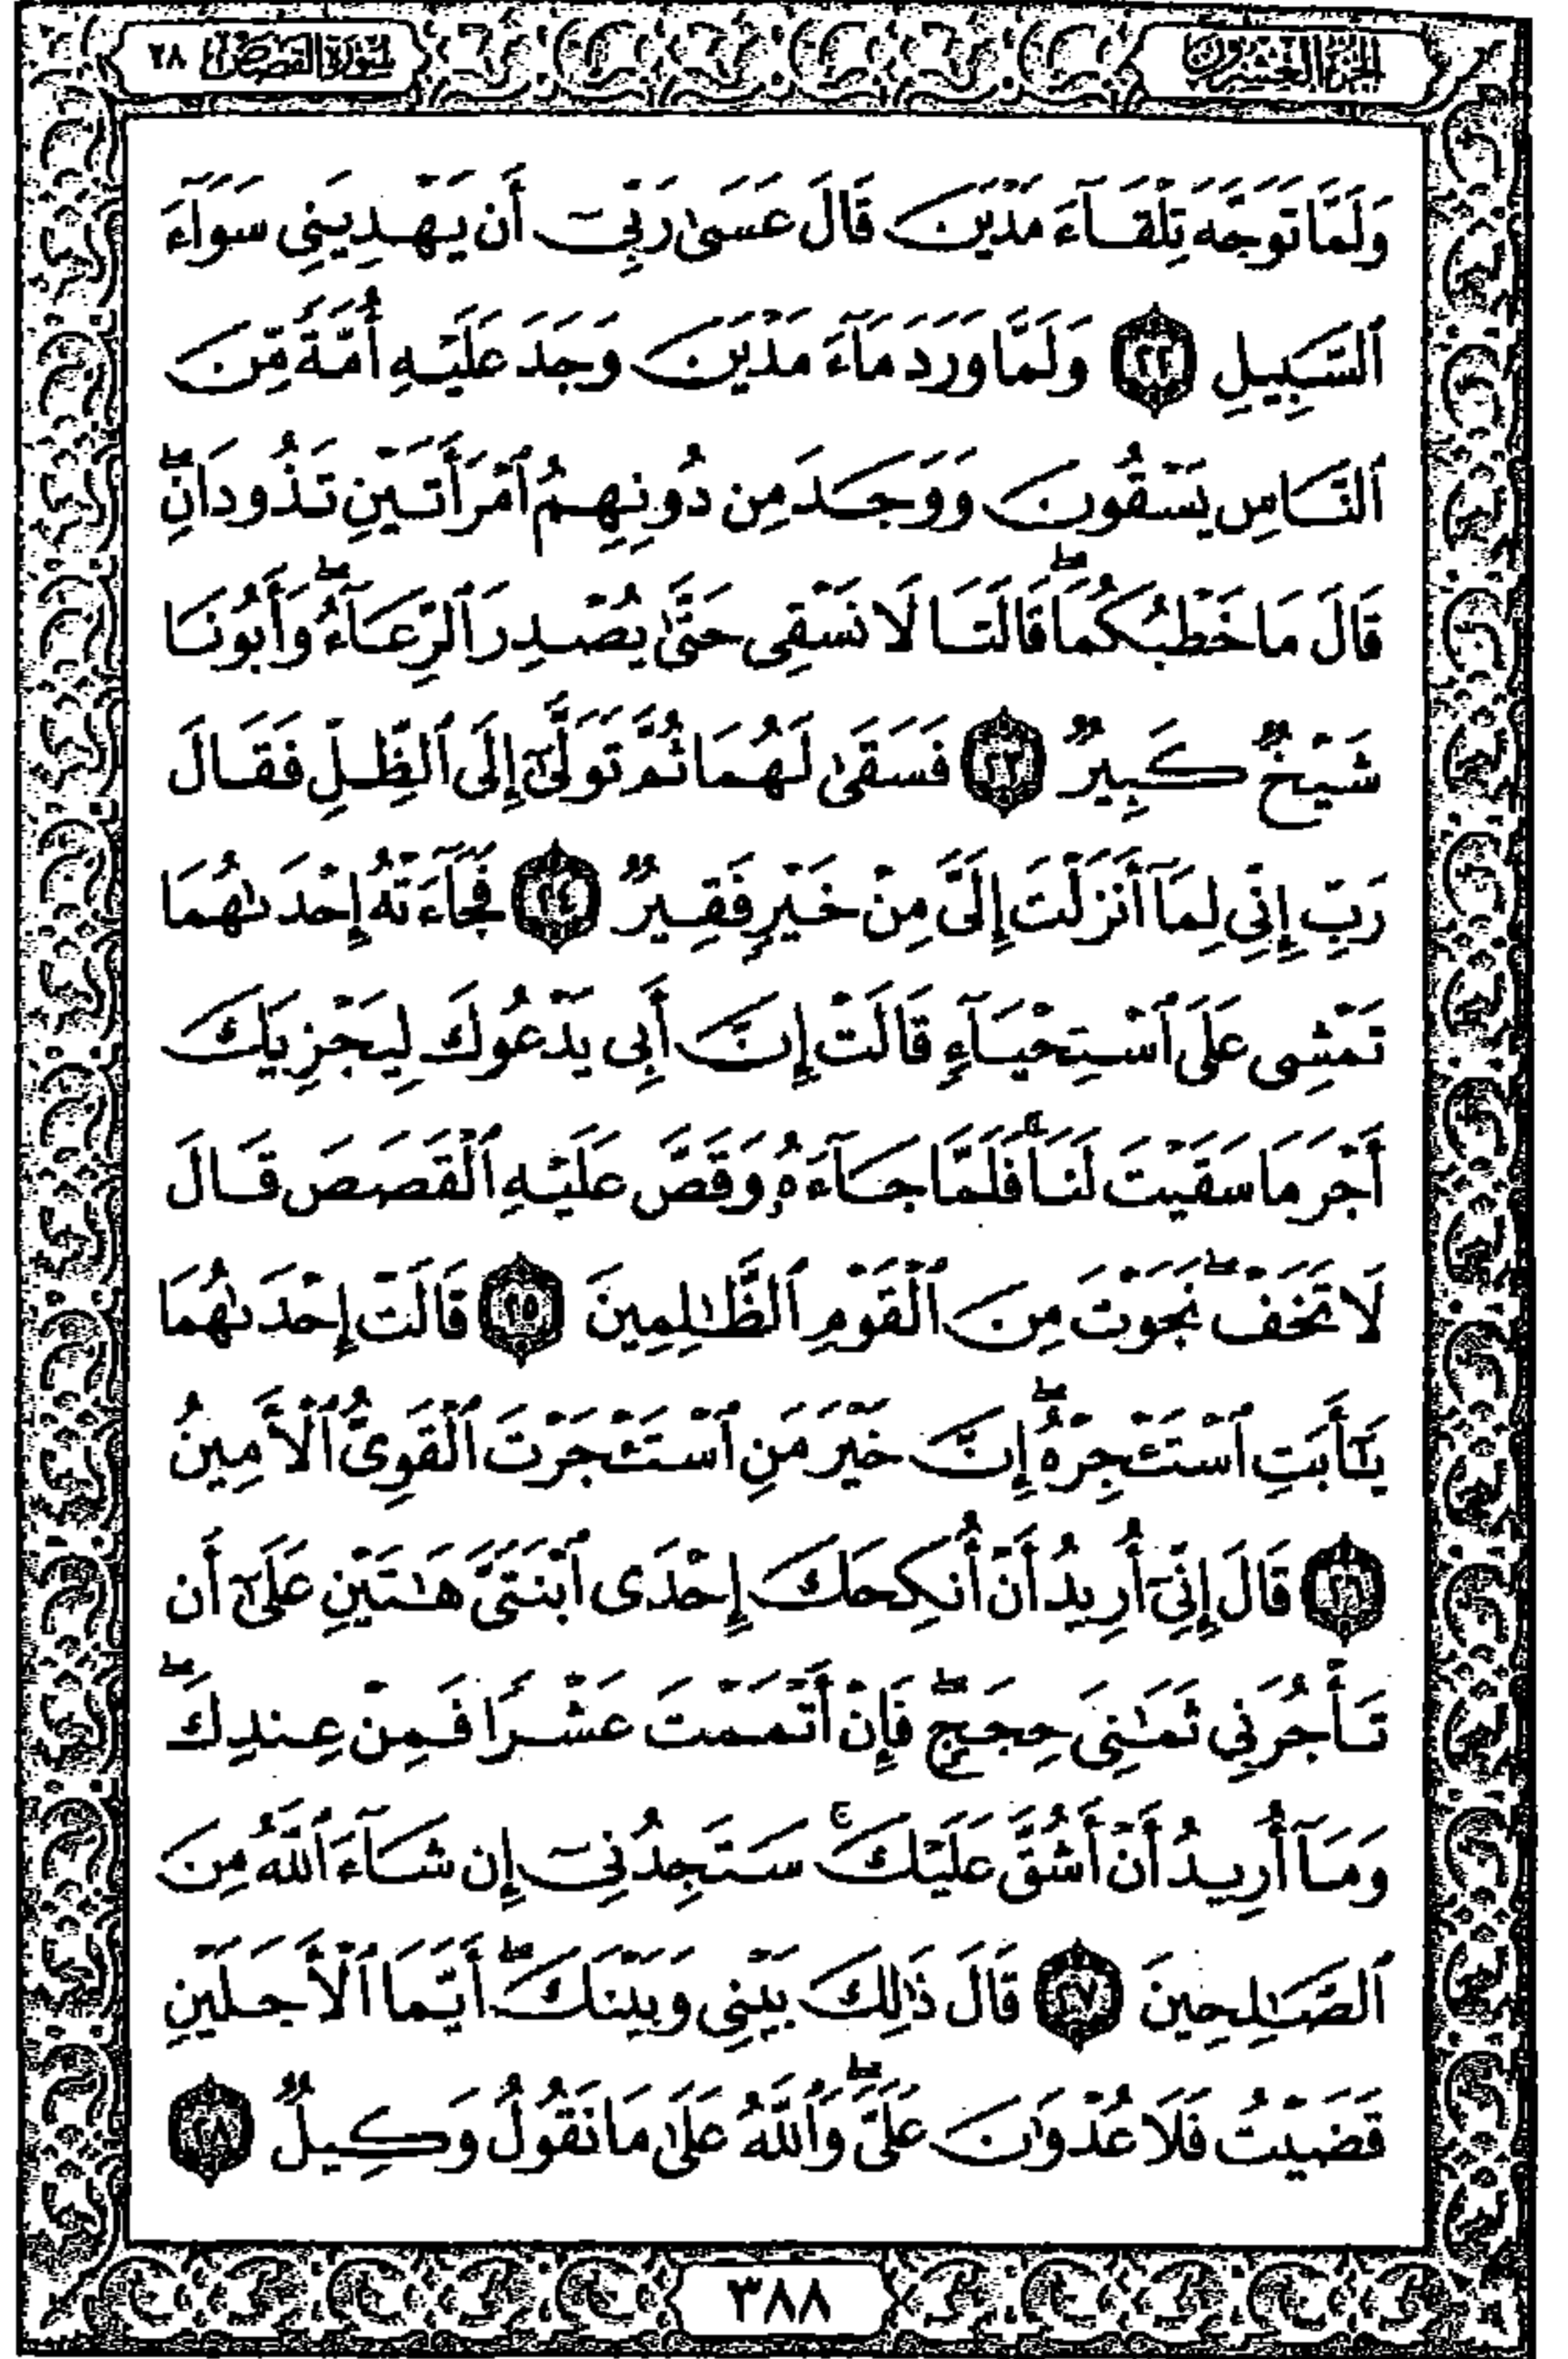 الجزء العشرون
سورة القصص ٢٨
وَلَمَّا تَوَجَّهَ تِلْقَآءَ مَدْيَنَ قَالَ عَسَىٰ رَبِّىٓ أَن يَهْدِيَنِى سَوَآءَ
ٱلسَّبِيلِ ٢٢ وَلَمَّا وَرَدَ مَآءَ مَدْيَنَ وَجَدَ عَلَيْهِ أُمَّةً مِّنَ
ٱلنَّاسِ يَسْقُونَ وَوَجَدَ مِن دُونِهِمُ ٱمْرَأَتَيْنِ تَذُودَانِۖ
قَالَ مَا خَطْبُكُمَاۖ قَالَتَا لَا نَسْقِى حَتَّىٰ يُصْدِرَ ٱلرِّعَآءُۖ وَأَبُونَا
شَيْخٌ كَبِيرٌ ٢٣ فَسَقَىٰ لَهُمَا ثُمَّ تَوَلَّىٰٓ إِلَى ٱلظِّلِّ فَقَالَ
رَبِّ إِنِّى لِمَآ أَنزَلْتَ إِلَىَّ مِنْ خَيْرٍ فَقِيرٌ ٢٤ فَجَآءَتْهُ إِحْدَىٰهُمَا
تَمْشِى عَلَى ٱسْتِحْيَآءٍ قَالَتْ إِنَّ أَبِى يَدْعُوكَ لِيَجْزِيَكَ
أَجْرَ مَا سَقَيْتَ لَنَاۚ فَلَمَّا جَآءَهُۥ وَقَصَّ عَلَيْهِ ٱلْقَصَصَ قَالَ
لَا تَخَفْۖ نَجَوْتَ مِنَ ٱلْقَوْمِ ٱلظَّٰلِمِينَ ٢٥ قَالَتْ إِحْدَىٰهُمَا
يَٰٓأَبَتِ ٱسْتَـْٔجِرْهُۖ إِنَّ خَيْرَ مَنِ ٱسْتَـْٔجَرْتَ ٱلْقَوِىُّ ٱلْأَمِينُ
٢٦ قَالَ إِنِّىٓ أُرِيدُ أَنْ أُنكِحَكَ إِحْدَى ٱبْنَتَىَّ هَٰتَيْنِ عَلَىٰٓ أَن
تَأْجُرَنِى ثَمَٰنِىَ حِجَجٍۖ فَإِنْ أَتْمَمْتَ عَشْرًا فَمِنْ عِندِكَۖ
وَمَآ أُرِيدُ أَنْ أَشُقَّ عَلَيْكَۚ سَتَجِدُنِىٓ إِن شَآءَ ٱللَّهُ مِنَ
ٱلصَّٰلِحِينَ ٢٧ قَالَ ذَٰلِكَ بَيْنِى وَبَيْنَكَۖ أَيَّمَا ٱلْأَجَلَيْنِ
قَضَيْتُ فَلَا عُدْوَٰنَ عَلَىَّۖ وَٱللَّهُ عَلَىٰ مَا نَقُولُ وَكِيلٌ ٢٨
٣٨٨